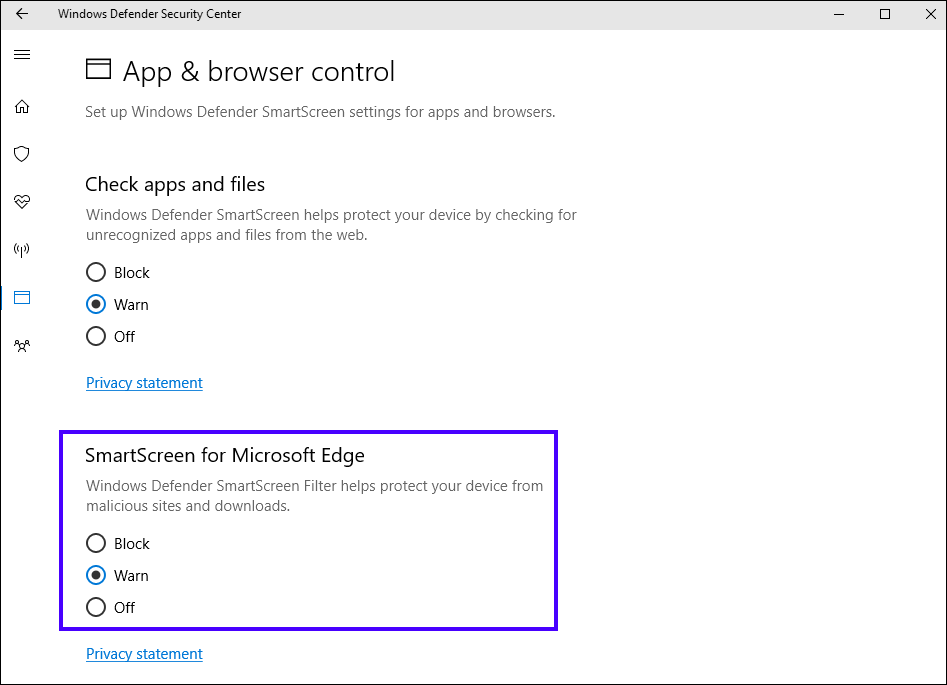 Windows Defender Security Center
App & browser control
Set up Windows Defender SmartScreen settings for apps and browsers.
Check apps and files
Windows Defender SmartScreen helps protect your device by checking for
unrecognized apps and files from the web.
Block
Warn
Off
Privacy statement
SmartScreen for Microsoft Edge
Windows Defender SmartScreen Filter helps protect your device from
malicious sites and downloads.
Block
Warn
Off
Privacy statement